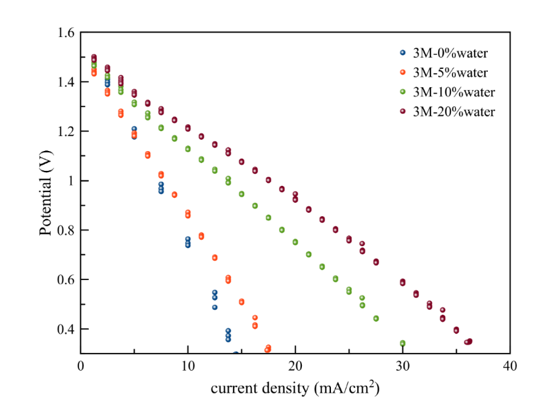 1.6
1.4
1.2
1
0.8
0.6
0.4
0
10
20
30
40
Potential (V)
current density (mA/cm²)
3M-0%water
3M-5%water
3M-10%water
3M-20%water